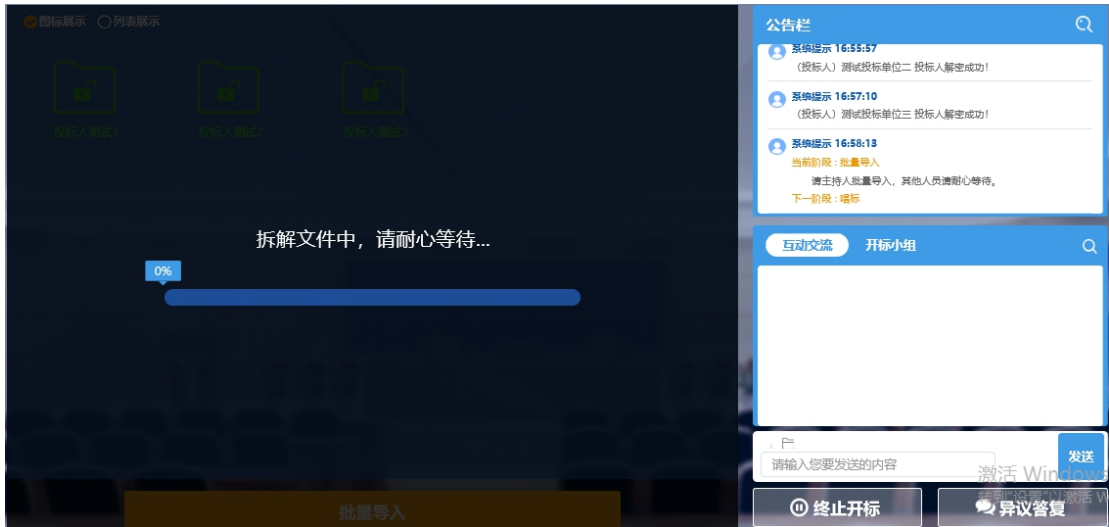 图标展示 列表展示
投标人测试1 投标人测试2 投标人测试3
拆解文件中，请耐心等待...
0%
批量导入
公告栏
系统提示 16:55:57
（投标人）测试投标单位二 投标人解密成功！
系统提示 16:57:10
（投标人）测试投标单位三 投标人解密成功！
系统提示 16:58:13
当前阶段：批量导入
请主持人批量导入，其他人员请耐心等待。
下一阶段：唱标
互动交流 开标小组
请输入您要发送的内容
发送
激活 Windows
转到"设置"以激活 W
终止开标 异议答复